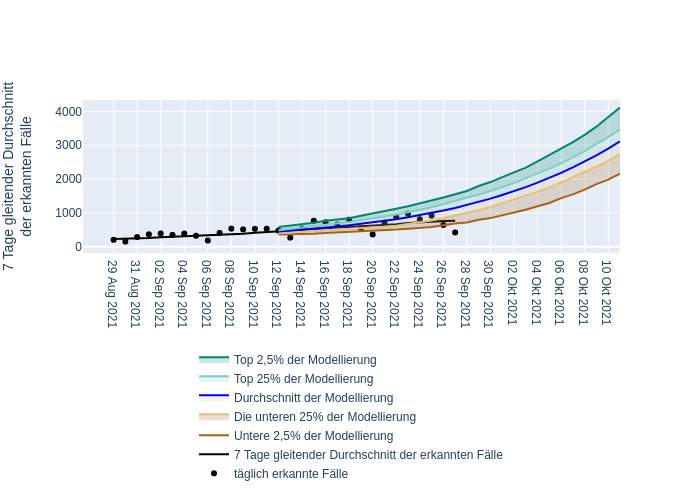 7 Tage gleitender Durchschnitt
der erkannten Fälle
4000
3000
2000
1000
0
29 Aug 2021
31 Aug 2021
02 Sep 2021
04 Sep 2021
06 Sep 2021
08 Sep 2021
10 Sep 2021
12 Sep 2021
14 Sep 2021
16 Sep 2021
18 Sep 2021
20 Sep 2021
22 Sep 2021
24 Sep 2021
26 Sep 2021
28 Sep 2021
30 Sep 2021
02 Okt 2021
04 Okt 2021
06 Okt 2021
08 Okt 2021
10 Okt 2021
Top 2,5% der Modellierung
Top 25% der Modellierung
Durchschnitt der Modellierung
Die unteren 25% der Modellierung
Untere 2,5% der Modellierung
7 Tage gleitender Durchschnitt der erkannten Fälle
täglich erkannte Fälle